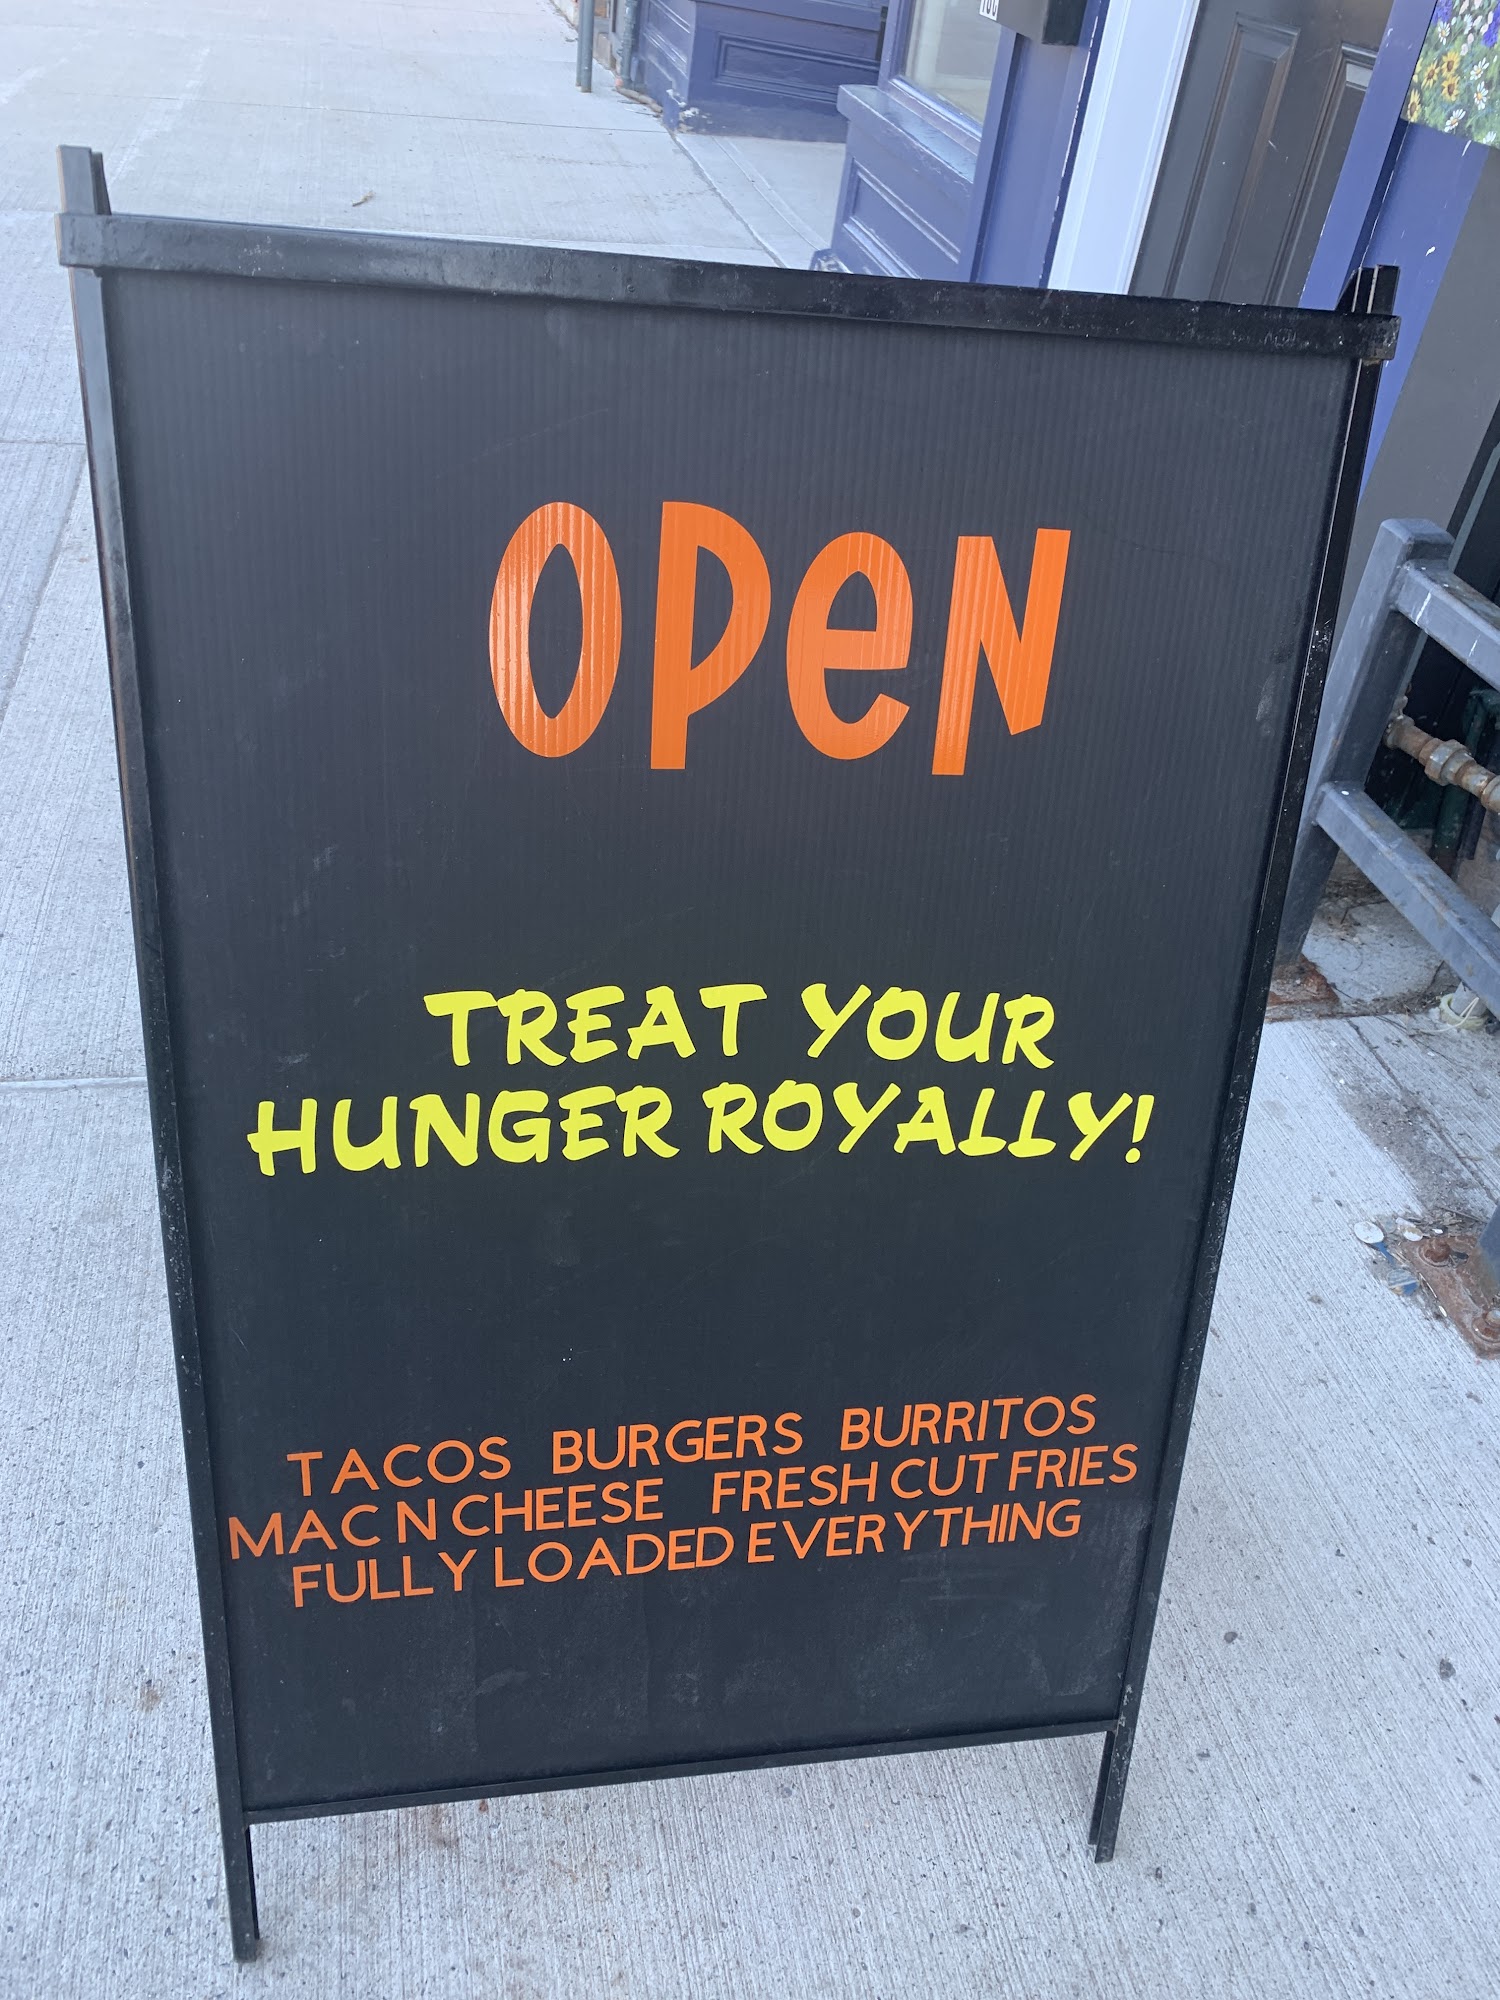 OPeN
TREAT YOUR
HUNGER ROYALLY!
TACOS BURGERS BURRITOS
MAC N CHEESE FRESH CUT FRIES
FULLY LOADED EVERYTHING